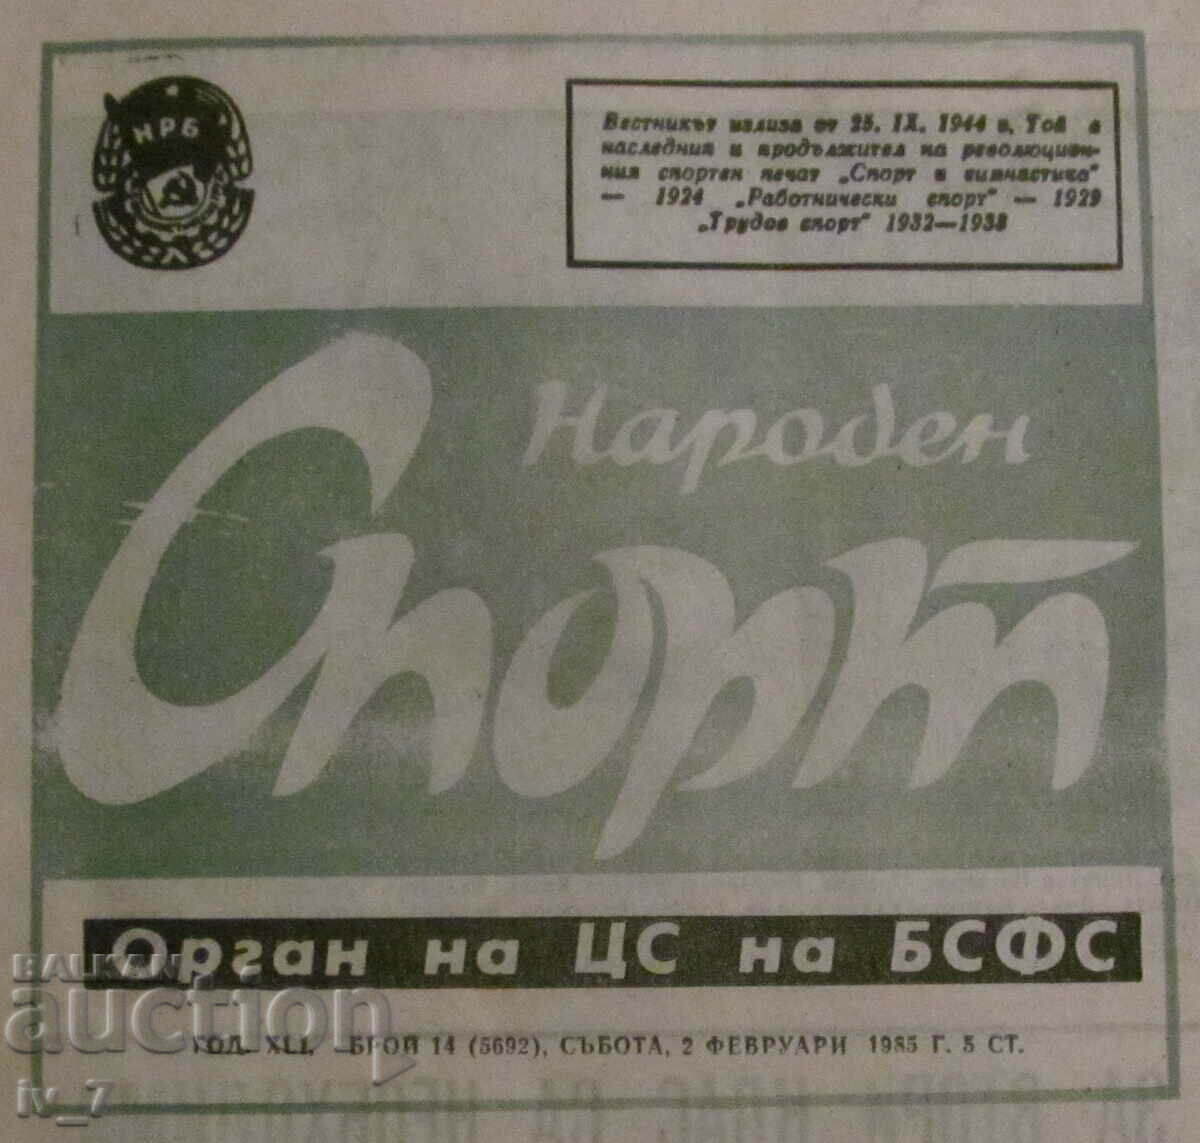 НРБ
Вестникът излиза от 25. IX. 1944 г. Той е
наследник и продължител на революцион-
ния спортен печат „Спорт и гимнастика"
— 1924 „Работнически спорт" — 1929
„Трудов спорт" 1932—1933
Народен
Спорт
Орган на ЦС на БСФС
ГОД. XLI, БРОЙ 14 (5692), СЪБОТА, 2 ФЕВРУАРИ 1985 Г. 5 СТ.
BALKAN
auction
iv_7